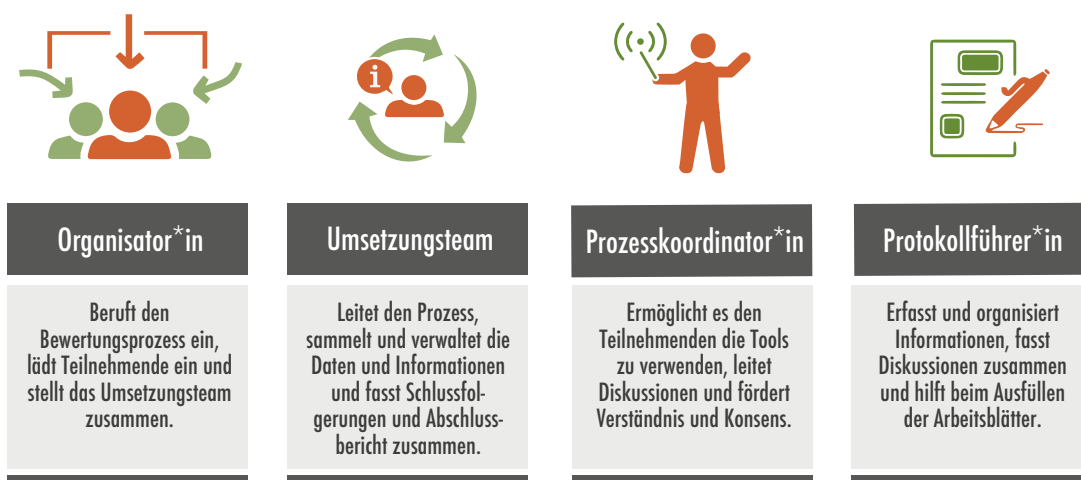 Organisator*in
Beruft den
Bewertungsprozess ein,
lädt Teilnehmende ein und
stellt das Umsetzungsteam
zusammen.
Umsetzungsteam
Leitet den Prozess,
sammelt und verwaltet die
Daten und Informationen
und fasst Schlussfol-
gerungen und Abschluss-
bericht zusammen.
Prozesskoordinator*in
Ermöglicht es den
Teilnehmenden die Tools
zu verwenden, leitet
Diskussionen und fördert
Verständnis und Konsens.
Protokollführer*in
Erfasst und organisiert
Informationen, fasst
Diskussionen zusammen
und hilft beim Ausfüllen
der Arbeitsblätter.